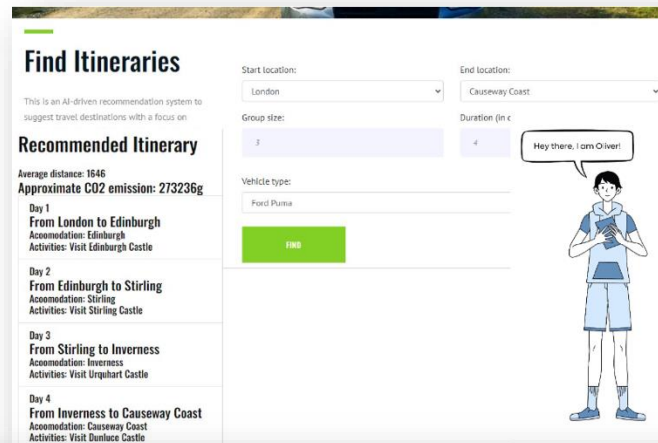 Find Itineraries
This is an AI-driven recommendation system to
suggest travel destinations with a focus on
Recommended Itinerary
Average distance: 1646
Approximate CO2 emission: 273236g
Day 1
From London to Edinburgh
Accomodation: Edinburgh
Activities: Visit Edinburgh Castle
Day 2
From Edinburgh to Stirling
Accomodation: Stirling
Activities: Visit Stirling Castle
Day 3
From Stirling to Inverness
Accomodation: Inverness
Activities: Visit Urquhart Castle
Day 4
From Inverness to Causeway Coast
Accomodation: Causeway Coast
Activities: Visit Dunluce Castle
Start location:
London
End location:
Causeway Coast
Group size:
3
Duration (in
4
Vehicle type:
Ford Puma
FIND
Hey there, I am Oliver!